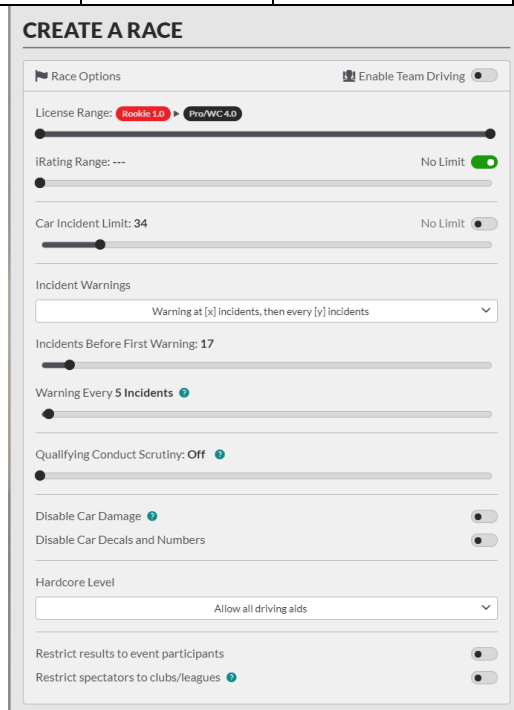 CREATE A RACE
Race Options
Enable Team Driving
License Range: Rookie 1.0 Pro/WC 4.0
iRating Range: ---
No Limit
Car Incident Limit: 34
No Limit
Incident Warnings
Warning at [x] incidents, then every [y] incidents
Incidents Before First Warning: 17
Warning Every 5 Incidents ?
Qualifying Conduct Scrutiny: Off ?
Disable Car Damage ?
Disable Car Decals and Numbers
Hardcore Level
Allow all driving aids
Restrict results to event participants
Restrict spectators to clubs/leagues ?